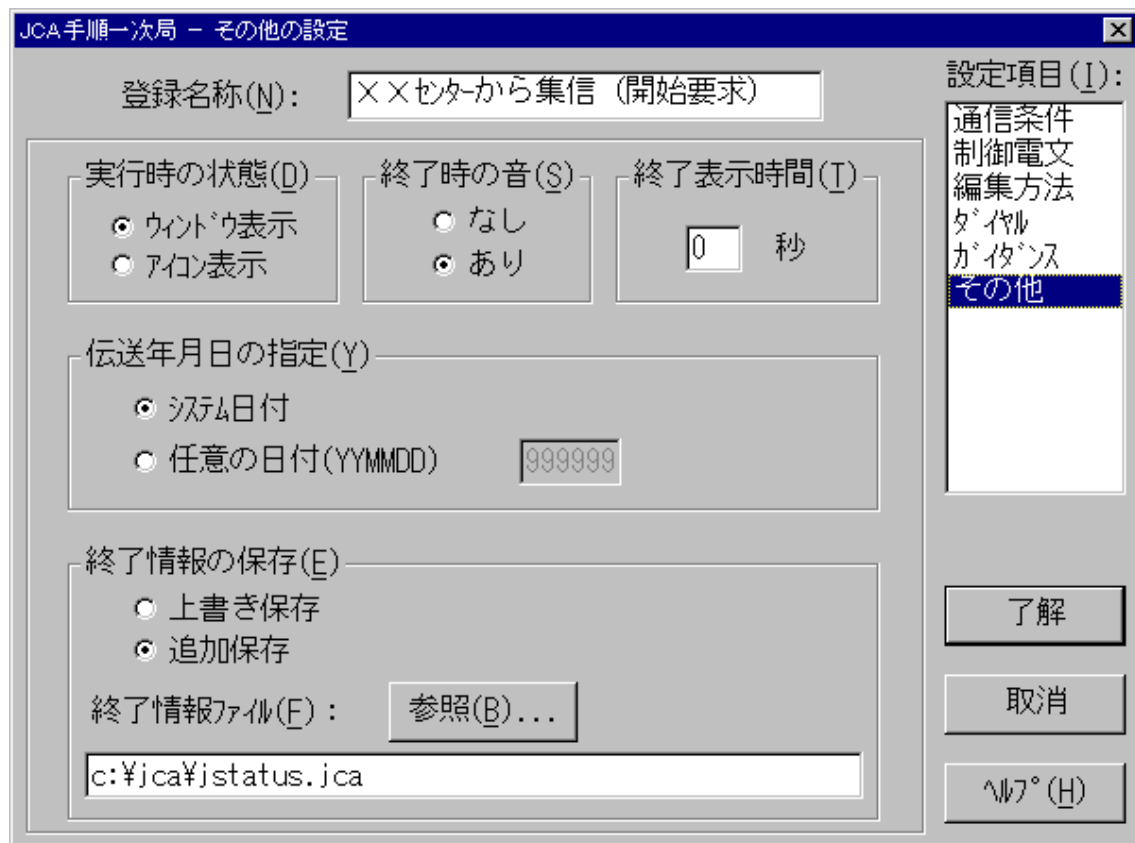 JCA手順一次局 － その他の設定
登録名称(N): ××ｾﾝﾀｰから集信（開始要求）
設定項目(I):
通信条件
制御電文
編集方法
ﾀﾞｲﾔﾙ
ｶﾞｲﾀﾞﾝｽ
その他
実行時の状態(D)
ｳｨﾝﾄﾞｳ表示
ｱｲｺﾝ表示
終了時の音(S)
なし
あり
終了表示時間(T)
0 秒
伝送年月日の指定(Y)
ｼｽﾃﾑ日付
任意の日付(YYMMDD) 999999
終了情報の保存(E)
上書き保存
追加保存
終了情報ﾌｧｲﾙ(F)： 参照(B)...
c:¥jca¥jstatus.jca
了解
取消
ﾍﾙﾌﾟ(H)